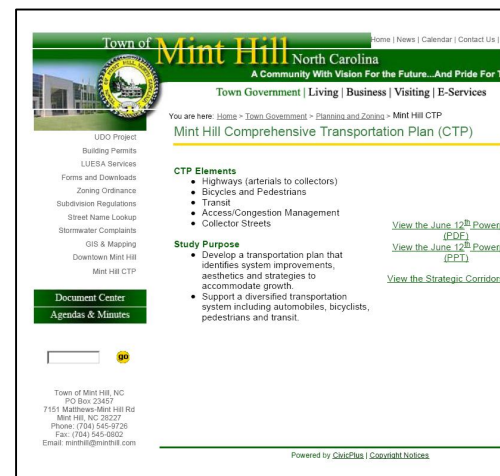 Home | News | Calendar | Contact Us |
Town of Mint Hill North Carolina
A Community With Vision For the Future...And Pride For
Town Government | Living | Business | Visiting | E-Services
You are here: Home > Town Government > Planning and Zoning > Mint Hill CTP
Mint Hill Comprehensive Transportation Plan (CTP)
UDO Project
Building Permits
LUESA Services
Forms and Downloads
Zoning Ordinance
Subdivision Regulations
Street Name Lookup
Stormwater Complaints
GIS & Mapping
Downtown Mint Hill
Mint Hill CTP
Document Center
Agendas & Minutes
go
Town of Mint Hill, NC
PO Box 23457
7151 Matthews-Mint Hill Rd
Mint Hill, NC 28227
Phone: (704) 545-9726
Fax: (704) 545-0802
Email: minthill@minthill.com
CTP Elements
• Highways (arterials to collectors)
• Bicycles and Pedestrians
• Transit
• Access/Congestion Management
• Collector Streets
Study Purpose
• Develop a transportation plan that
identifies system improvements,
aesthetics and strategies to
accommodate growth.
• Support a diversified transportation
system including automobiles, bicyclists,
pedestrians and transit.
View the June 12th Power
(PDF)
View the June 12th Power
(PPT)
View the Strategic Corridor
Powered by CivicPlus | Copyright Notices